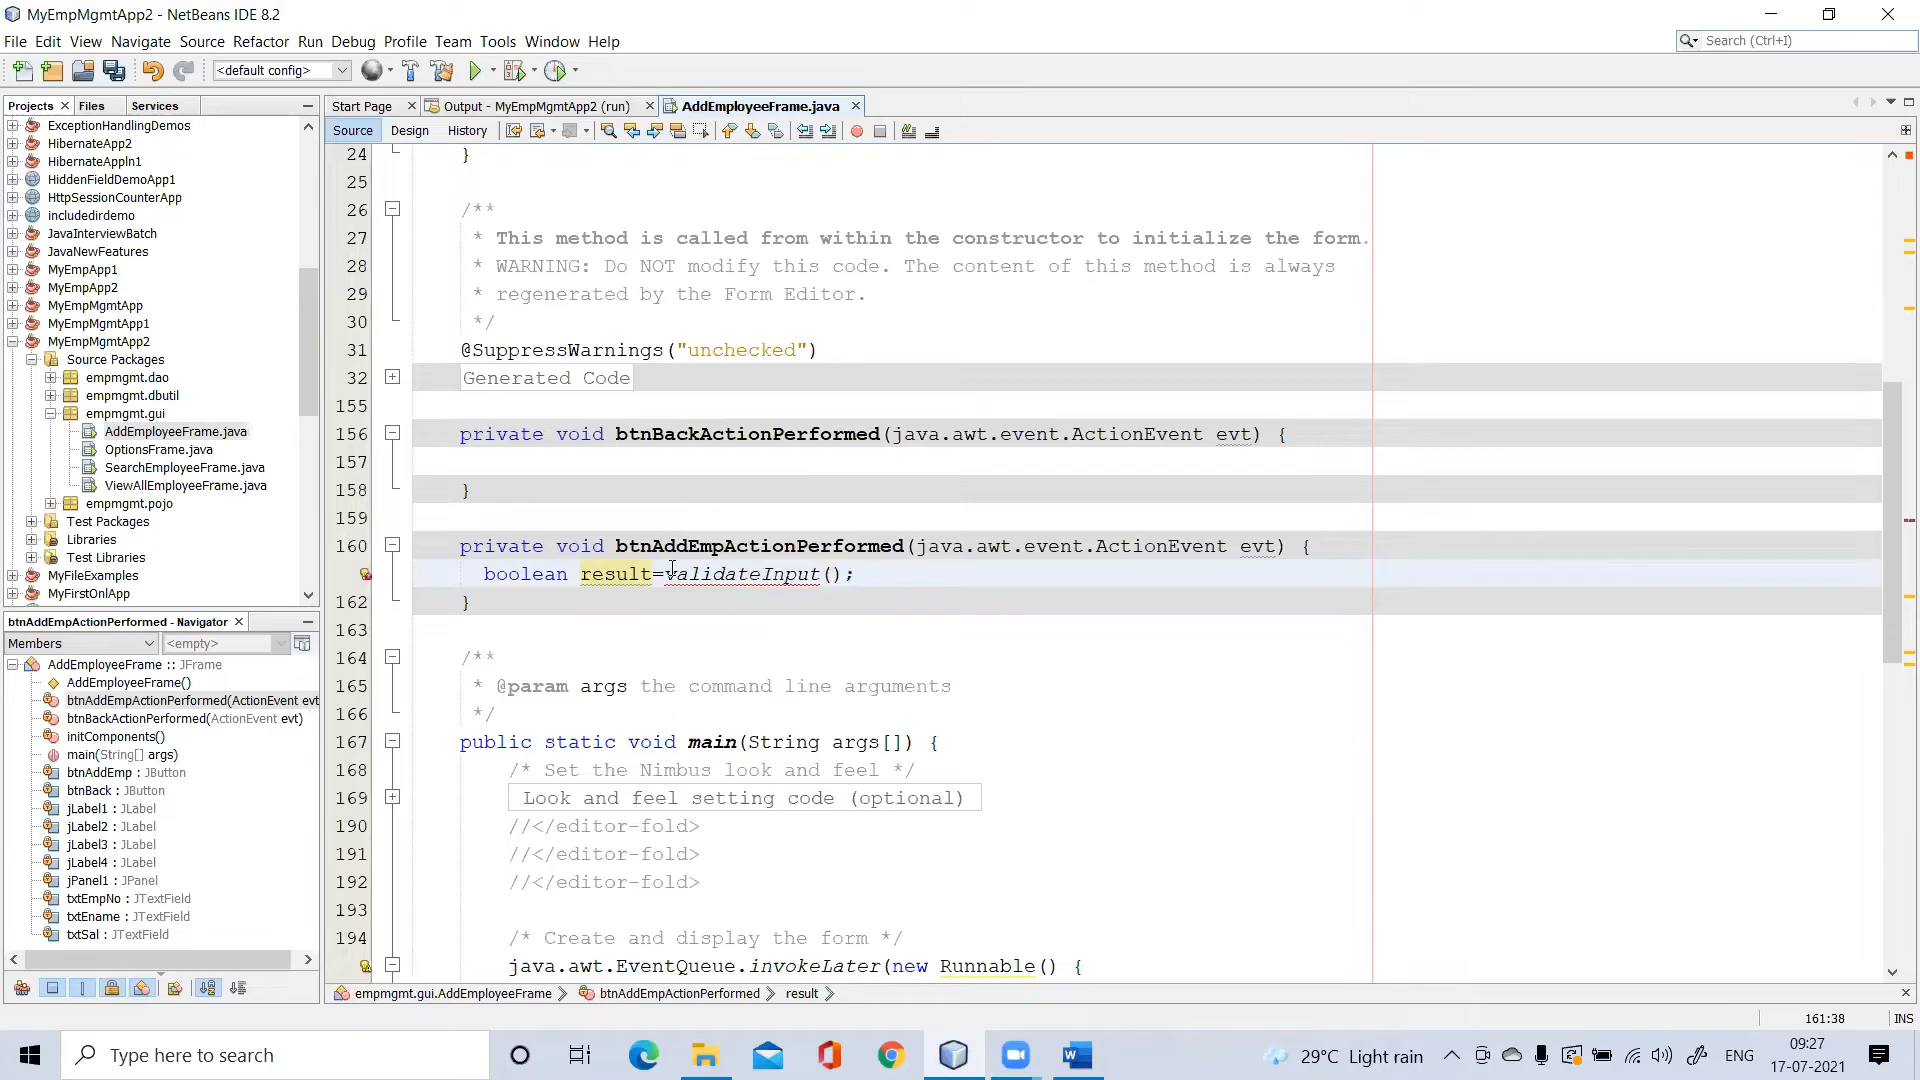 MyEmpMgmtApp2 - NetBeans IDE 8.2
File Edit View Navigate Source Refactor Run Debug Profile Team Tools Window Help
Search (Ctrl+I)
<default config>
Projects Files Services
Start Page Output - MyEmpMgmtApp2 (run) AddEmployeeFrame.java
Source Design History
ExceptionHandlingDemos
HibernateApp2
HibernateAppln1
HiddenFieldDemoApp1
HttpSessionCounterApp
includedirdemo
JavaInterviewBatch
JavaNewFeatures
MyEmpApp1
MyEmpApp2
MyEmpMgmtApp
MyEmpMgmtApp1
MyEmpMgmtApp2
Source Packages
empmgmt.dao
empmgmt.dbutil
empmgmt.gui
AddEmployeeFrame.java
OptionsFrame.java
SearchEmployeeFrame.java
ViewAllEmployeeFrame.java
empmgmt.pojo
Test Packages
Libraries
Test Libraries
MyFileExamples
MyFirstOnlApp
btnAddEmpActionPerformed - Navigator
Members <empty>
AddEmployeeFrame :: JFrame
AddEmployeeFrame()
btnAddEmpActionPerformed(ActionEvent evt
btnBackActionPerformed(ActionEvent evt)
initComponents()
main(String[] args)
btnAddEmp : JButton
btnBack : JButton
jLabel1 : JLabel
jLabel2 : JLabel
jLabel3 : JLabel
jLabel4 : JLabel
jPanel1 : JPanel
txtEmpNo : JTextField
txtEname : JTextField
txtSal : JTextField
24 }
25
26 /**
27 * This method is called from within the constructor to initialize the form.
28 * WARNING: Do NOT modify this code. The content of this method is always
29 * regenerated by the Form Editor.
30 */
31 @SuppressWarnings("unchecked")
32 Generated Code
155
156 private void btnBackActionPerformed(java.awt.event.ActionEvent evt) {
157
158 }
159
160 private void btnAddEmpActionPerformed(java.awt.event.ActionEvent evt) {
boolean result=validateInput();
162 }
163
164 /**
165 * @param args the command line arguments
166 */
167 public static void main(String args[]) {
168 /* Set the Nimbus look and feel */
169 Look and feel setting code (optional)
190 //</editor-fold>
191 //</editor-fold>
192 //</editor-fold>
193
194 /* Create and display the form */
java.awt.EventQueue.invokeLater(new Runnable() {
empmgmt.gui.AddEmployeeFrame btnAddEmpActionPerformed result
161:38 INS
Type here to search
29°C Light rain
ENG
09:27
17-07-2021